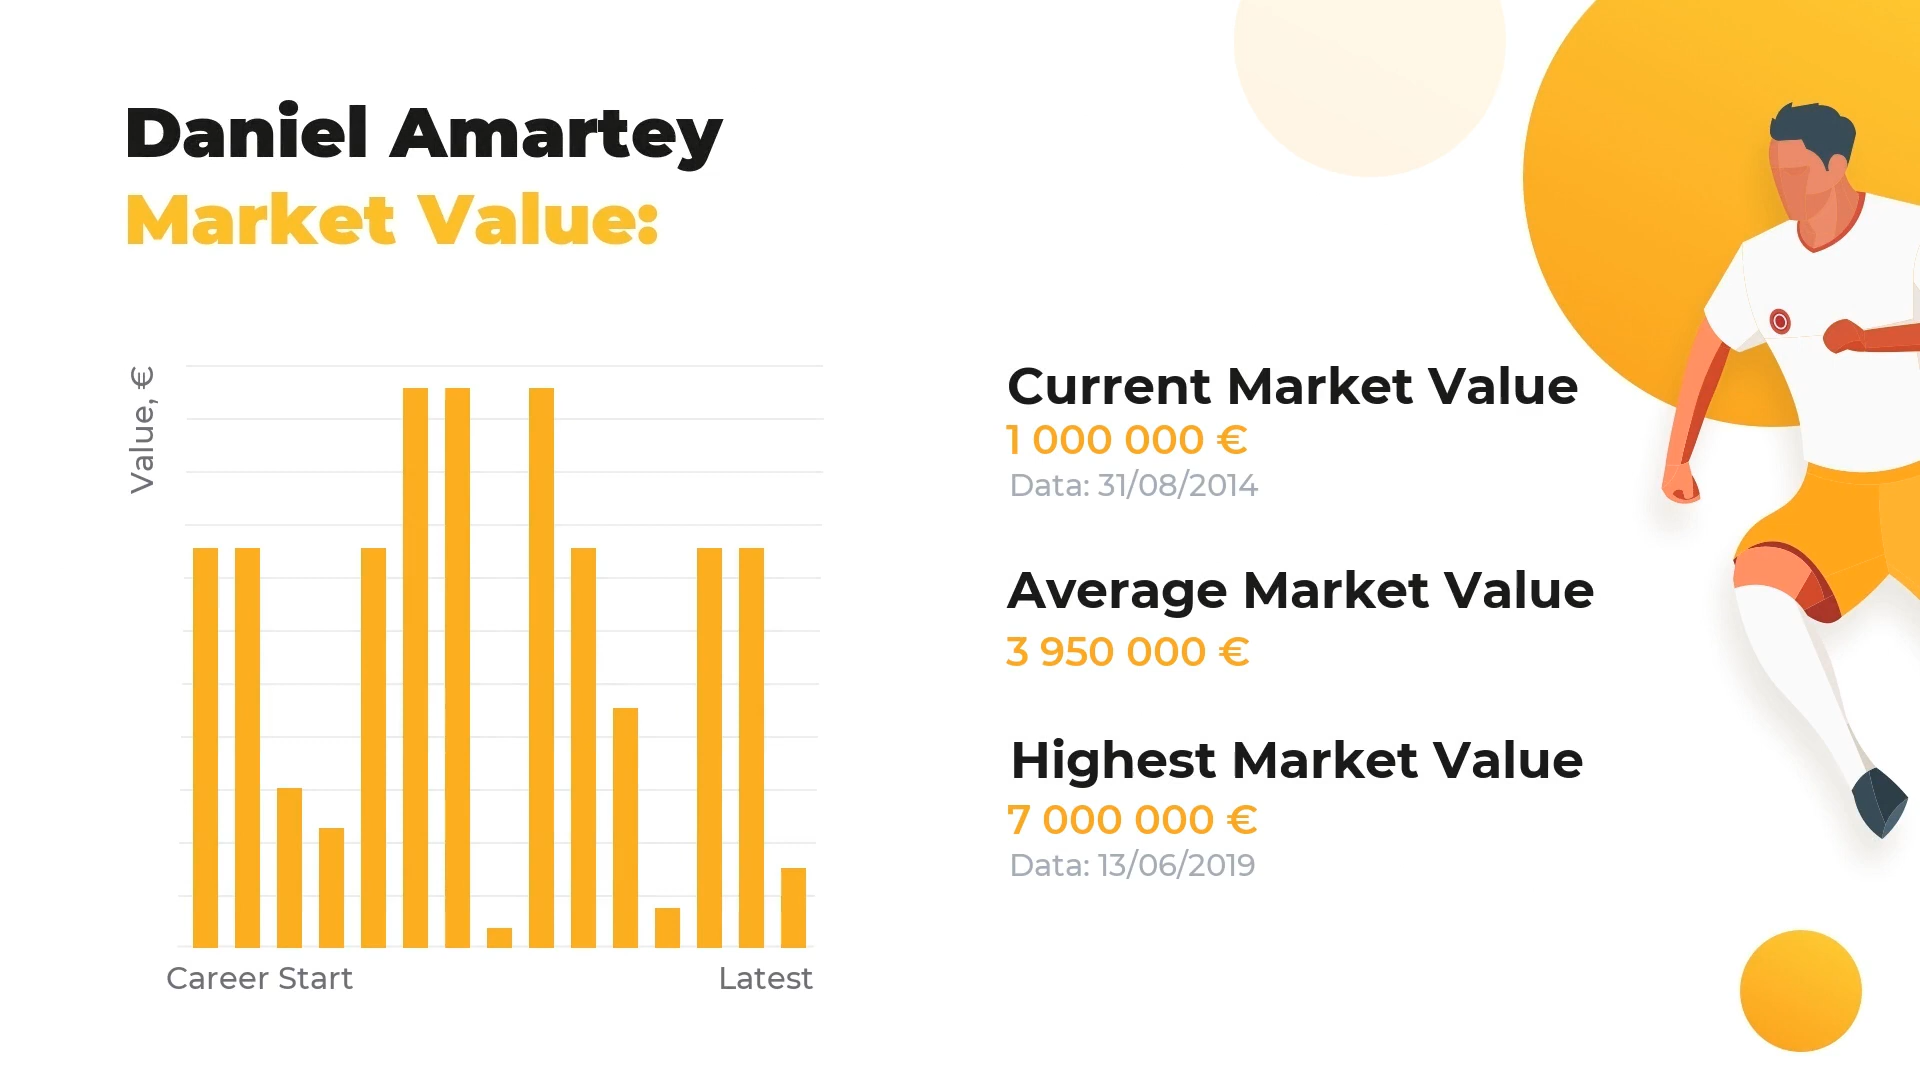 Daniel Amartey
Market Value:
Value, €
Career Start
Latest
Current Market Value
1 000 000 €
Data: 31/08/2014
Average Market Value
3 950 000 €
Highest Market Value
7 000 000 €
Data: 13/06/2019